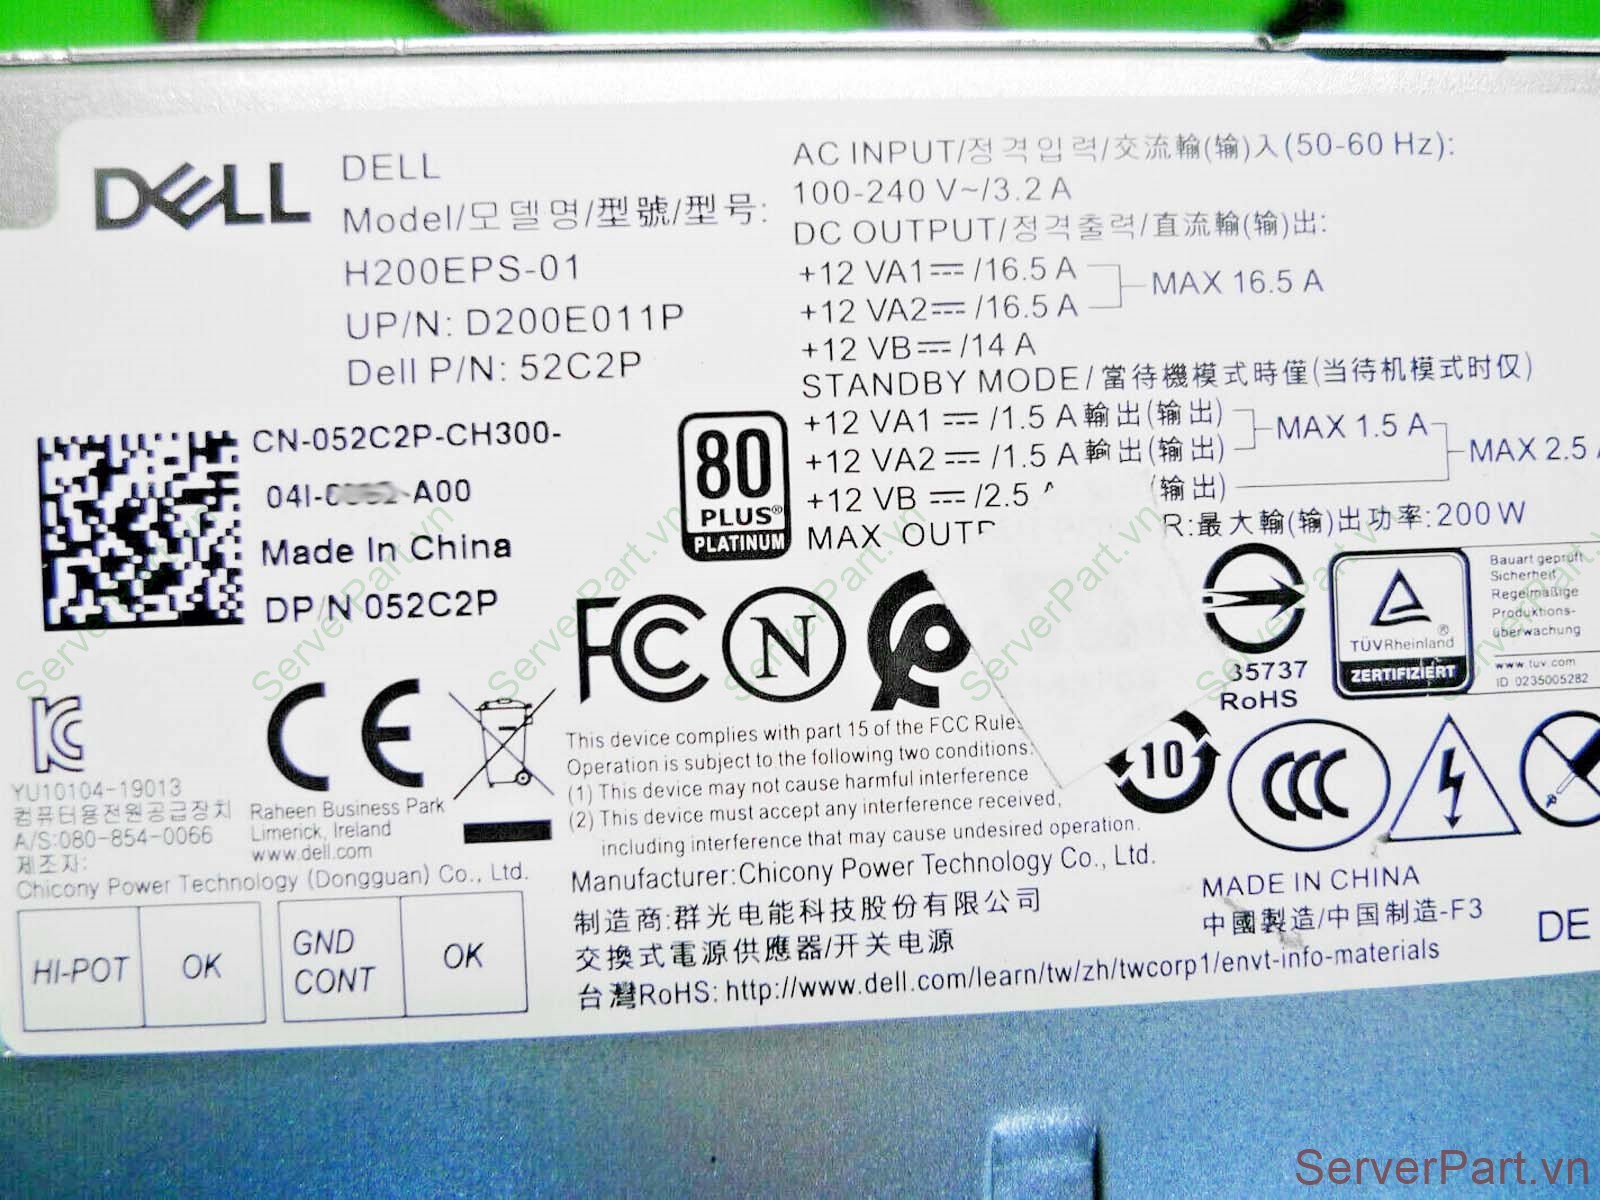 DELL
DELL
Model/모델명/型號/型号:
H200EPS-01
UP/N: D200E011P
Dell P/N: 52C2P
AC INPUT/정격입력/交流輸(输)入(50-60 Hz):
100-240 V~/3.2 A
DC OUTPUT/정격출력/直流輸(输)出:
+12 VA1⎓/16.5 A
+12 VA2⎓/16.5 A
MAX 16.5 A
+12 VB⎓/14 A
STANDBY MODE/當待機模式時僅(当待机模式时仅)
+12 VA1⎓/1.5 A輸出(输出)
+12 VA2⎓/1.5 A輸出(输出)
MAX 1.5 A
+12 VB⎓/2.5 (输出)
MAX 2.5
MAX R:最大輸(输)出功率:200W
CN-052C2P-CH300-
04I- -A00
Made In China
DP/N 052C2P
80
PLUS®
PLATINUM
FC
N
35737
RoHS
TÜVRheinland®
ZERTIFIZIERT
Bauart geprüft
Sicherheit
Regelmäßige
Produktions-
überwachung
www.tuv.com
ID 0235005282
YU10104-19013
컴퓨터용전원공급장치
A/S:080-854-0066
제조자:
Chicony Power Technology (Dongguan) Co., Ltd.
CE
Raheen Business Park
Limerick, Ireland
www.dell.com
This device complies with part 15 of the FCC Rules
Operation is subject to the following two conditions:
(1) This device may not cause harmful interference
(2) This device must accept any interference received,
including interference that may cause undesired operation.
10
CCC
Manufacturer:Chicony Power Technology Co., Ltd.
制造商:群光电能科技股份有限公司
交換式電源供應器/开关电源
台灣RoHS: http://www.dell.com/learn/tw/zh/twcorp1/envt-info-materials
MADE IN CHINA
中國製造/中国制造-F3
DE
HI-POT
OK
GND
CONT
OK
ServerPart.vn